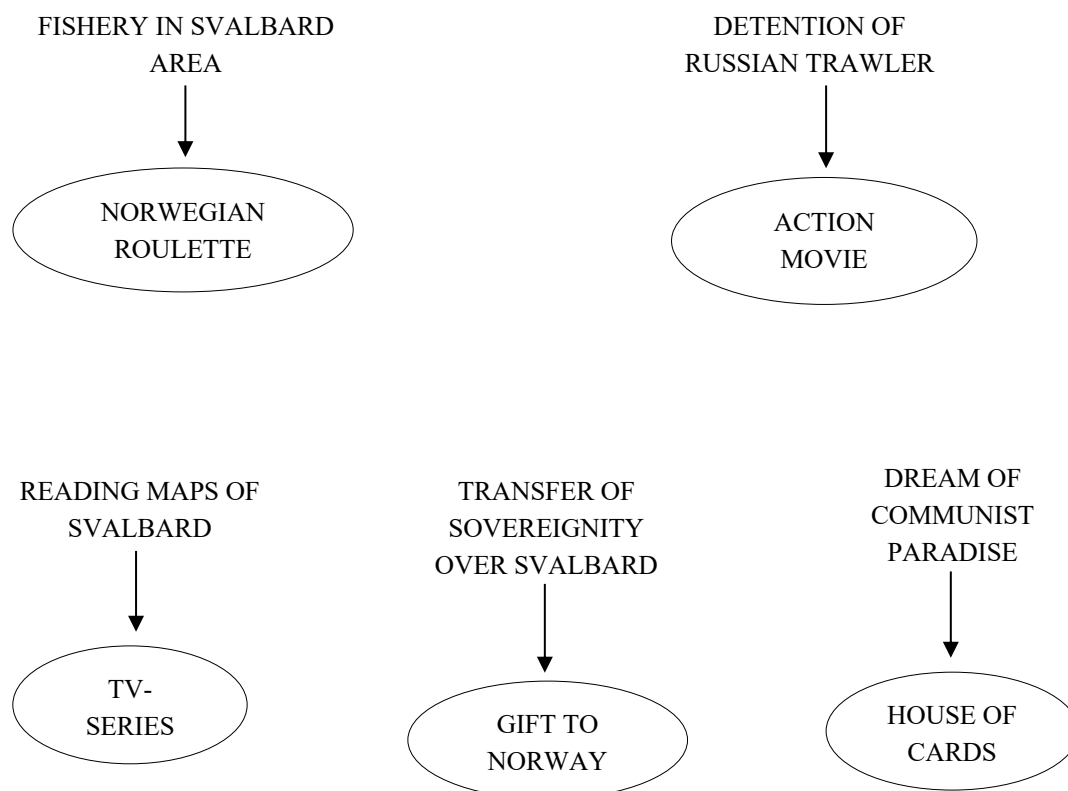 FISHERY IN SVALBARD
AREA
NORWEGIAN
ROULETTE
DETENTION OF
RUSSIAN TRAWLER
ACTION
MOVIE
READING MAPS OF
SVALBARD
TV-
SERIES
TRANSFER OF
SOVEREIGNITY
OVER SVALBARD
GIFT TO
NORWAY
DREAM OF
COMMUNIST
PARADISE
HOUSE OF
CARDS